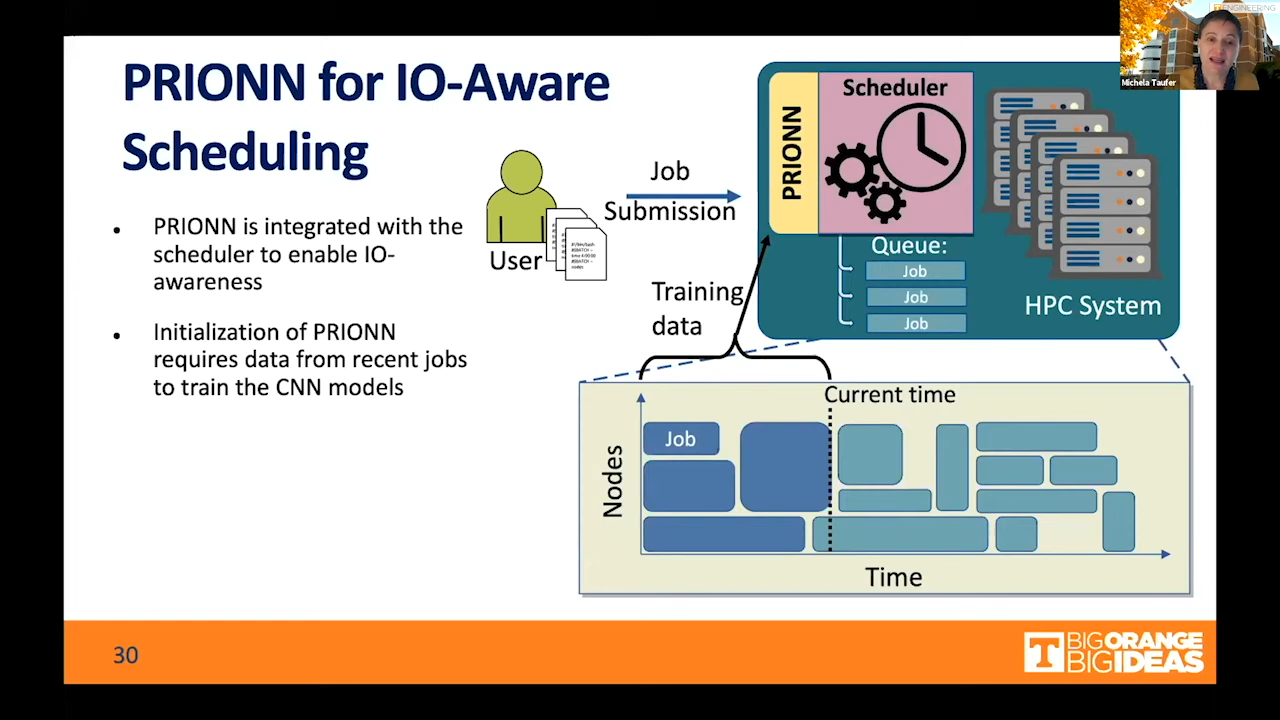 PRIONN for IO-Aware
Scheduling
PRIONN is integrated with the
scheduler to enable IO-
awareness
Initialization of PRIONN
requires data from recent jobs
to train the CNN models
User
Job
Submission
Training
data
PRIONN
Scheduler
Queue:
Job
Job
Job
HPC System
Current time
Job
Nodes
Time
30
T BIG ORANGE
BIG IDEAS
T ENGINEERING
Michela Taufer